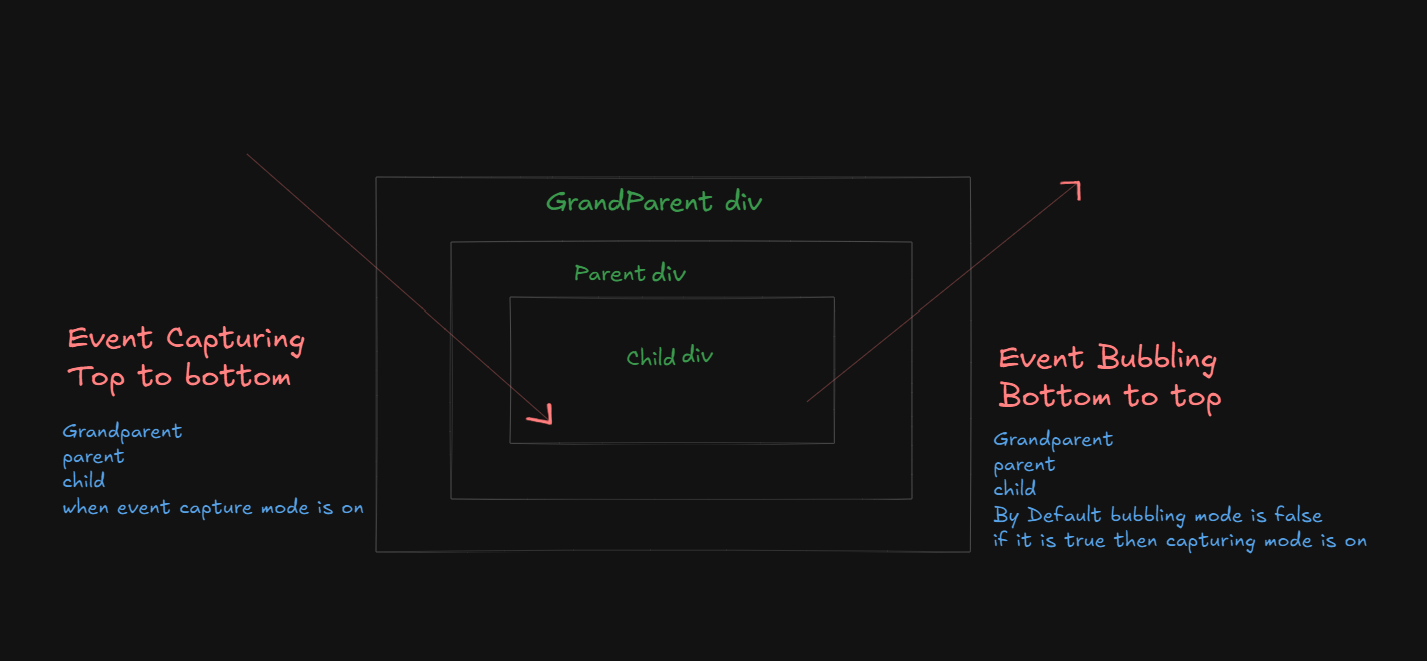 GrandParent div
Parent div
Child div
Event Capturing
Top to bottom
Grandparent
parent
child
when event capture mode is on
Event Bubbling
Bottom to top
Grandparent
parent
child
By Default bubbling mode is false
if it is true then capturing mode is on